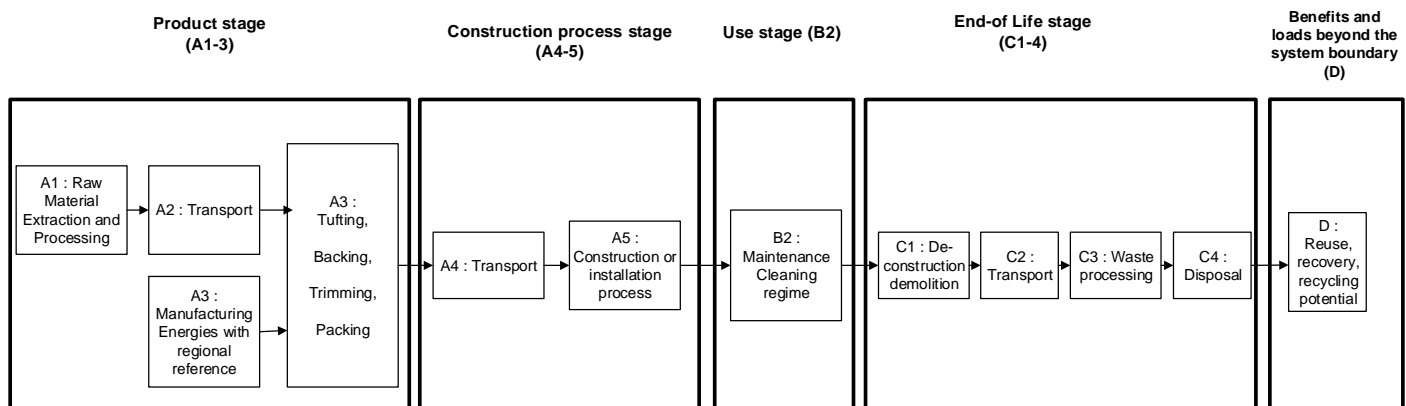 Product stage
(A1-3)
Construction process stage
(A4-5)
Use stage (B2)
End-of Life stage
(C1-4)
Benefits and
loads beyond the
system boundary
(D)
A1 : Raw
Material
Extraction and
Processing
A2 : Transport
A3 :
Manufacturing
Energies with
regional
reference
A3 :
Tufting,
Backing,
Trimming,
Packing
A4 : Transport
A5 :
Construction or
installation
process
B2 :
Maintenance
Cleaning
regime
C1 : De-
construction
demolition
C2 :
Transport
C3 : Waste
processing
C4 :
Disposal
D :
Reuse,
recovery,
recycling
potential